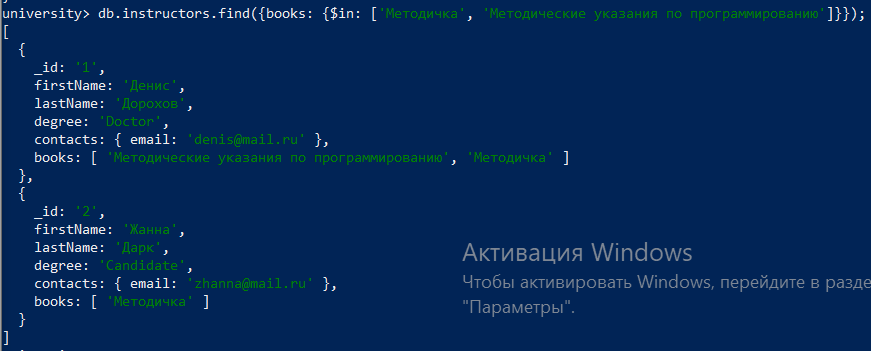 university> db.instructors.find({books: {$in: ['Методичка', 'Методические указания по программированию']}});
[
  {
    _id: '1',
    firstName: 'Денис',
    lastName: 'Дорохов',
    degree: 'Doctor',
    contacts: { email: 'denis@mail.ru' },
    books: [ 'Методические указания по программированию', 'Методичка' ]
  },
  {
    _id: '2',
    firstName: 'Жанна',
    lastName: 'Дарк',
    degree: 'Candidate',
    contacts: { email: 'zhanna@mail.ru' },
    books: [ 'Методичка' ]
  }
]
Активация Windows
Чтобы активировать Windows, перейдите в разде
"Параметры".